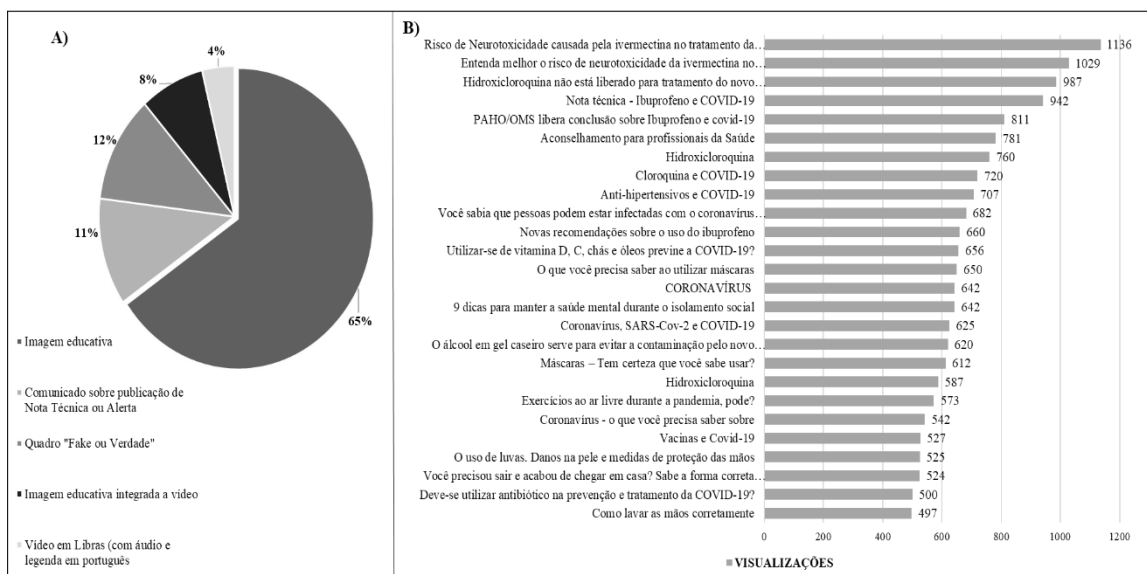 A)
4%
8%
12%
11%
65%
Imagem educativa
Comunicado sobre publicação de
Nota Técnica ou Alerta
Quadro "Fake ou Verdade"
Imagem educativa integrada a vídeo
Vídeo em Libras (com áudio e
legenda em português
B)
Risco de Neurotoxicidade causada pela ivermectina no tratamento da... 1136
Entenda melhor o risco de neurotoxicidade da ivermectina no... 1029
Hidroxicloroquina não está liberado para tratamento do novo... 987
Nota técnica - Ibuprofeno e COVID-19 942
PAHO/OMS libera conclusão sobre Ibuprofeno e covid-19 811
Aconselhamento para profissionais da Saúde 781
Hidroxicloroquina 760
Cloroquina e COVID-19 720
Anti-hipertensivos e COVID-19 707
Você sabia que pessoas podem estar infectadas com o coronavírus... 682
Novas recomendações sobre o uso do ibuprofeno 660
Utilizar-se de vitamina D, C, chás e óleos previne a COVID-19? 656
O que você precisa saber ao utilizar máscaras 650
CORONAVÍRUS 642
9 dicas para manter a saúde mental durante o isolamento social 642
Coronavírus, SARS-Cov-2 e COVID-19 625
O álcool em gel caseiro serve para evitar a contaminação pelo novo... 620
Máscaras – Tem certeza que você sabe usar? 612
Hidroxicloroquina 587
Exercícios ao ar livre durante a pandemia, pode? 573
Coronavírus - o que você precisa saber sobre 542
Vacinas e Covid-19 527
O uso de luvas. Danos na pele e medidas de proteção das mãos 525
Você precisou sair e acabou de chegar em casa? Sabe a forma correta... 524
Deve-se utilizar antibiótico na prevenção e tratamento da COVID-19? 500
Como lavar as mãos corretamente 497
0 200 400 600 800 1000 1200
VISUALIZAÇÕES